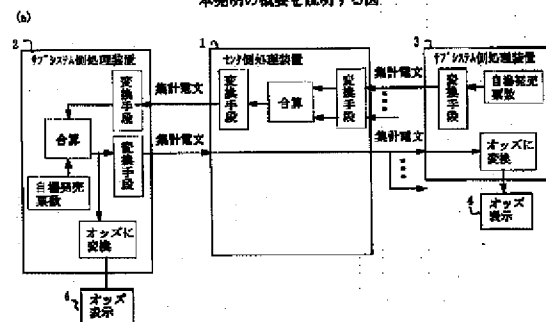 本発明の概要を説明する図
(a)
2
サブシステム側処理装置
変換手段
合算
変換手段
自場発売
票数
オッズに
変換
4
オッズ
表示
集計電文
集計電文
1
センタ側処理装置
変換手段
合算
変換手段
集計電文
集計電文
3
サブシステム側処理装置
変換手段
自場発売
票数
オッズに
変換
4
オッズ
表示